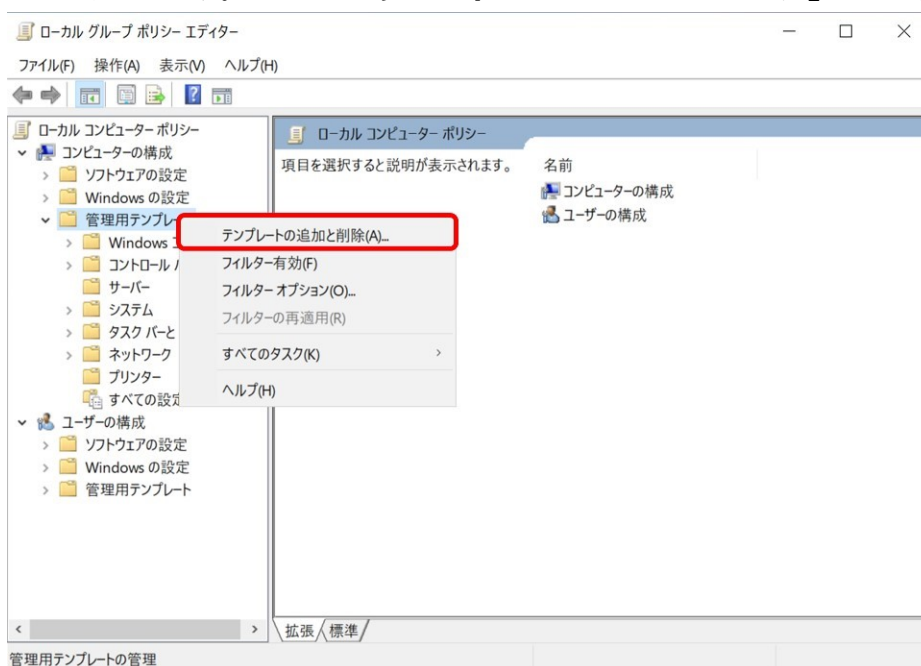 ローカル グループ ポリシー エディター
ファイル(F) 操作(A) 表示(V) ヘルプ(H)
ローカル コンピューター ポリシー
コンピューターの構成
ソフトウェアの設定
Windows の設定
管理用テンプレ
Windows
コントロール
サーバー
システム
タスク バーと
ネットワーク
プリンター
すべての設定
ユーザーの構成
ソフトウェアの設定
Windows の設定
管理用テンプレート
テンプレートの追加と削除(A)...
フィルター有効(F)
フィルター オプション(O)...
フィルターの再適用(R)
すべてのタスク(K)
ヘルプ(H)
ローカル コンピューター ポリシー
項目を選択すると説明が表示されます。
名前
コンピューターの構成
ユーザーの構成
拡張 標準
管理用テンプレートの管理